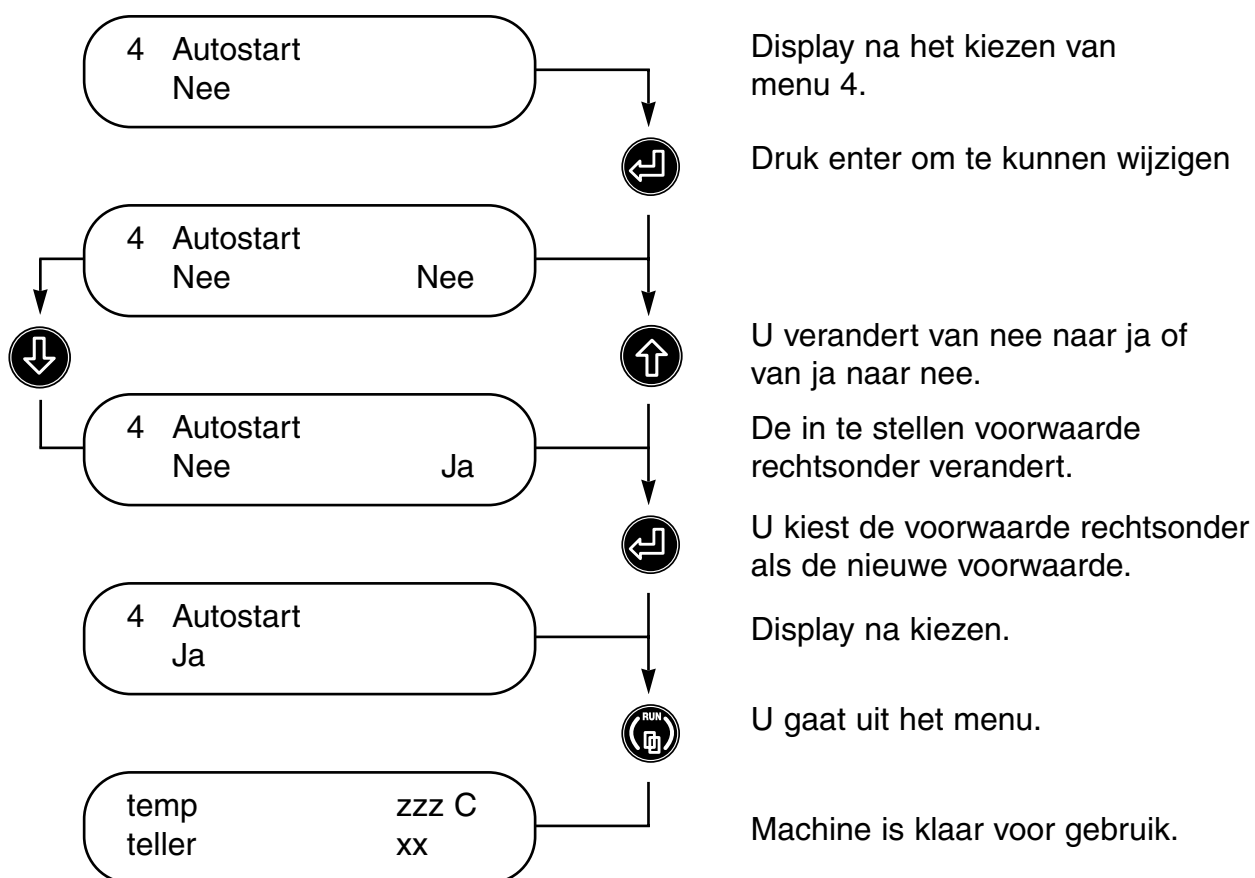 4 Autostart
Nee
Display na het kiezen van
menu 4.
Druk enter om te kunnen wijzigen
4 Autostart
Nee Nee
U verandert van nee naar ja of
van ja naar nee.
4 Autostart
Nee Ja
De in te stellen voorwaarde
rechtsonder verandert.
U kiest de voorwaarde rechtsonder
als de nieuwe voorwaarde.
4 Autostart
Ja
Display na kiezen.
RUN
U gaat uit het menu.
temp zzz C
teller xx
Machine is klaar voor gebruik.